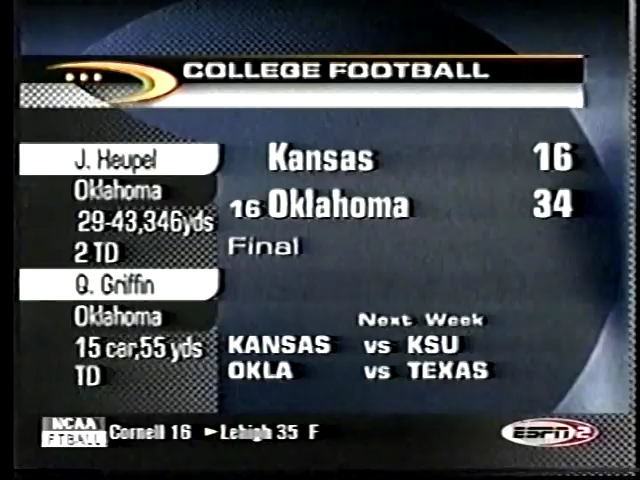 COLLEGE FOOTBALL
J. Heupel
Oklahoma
29-43,346yds
2 TD
Q. Griffin
Oklahoma
15 car,55 yds
TD
Kansas 16
16 Oklahoma 34
Final
Next Week
KANSAS vs KSU
OKLA vs TEXAS
NCAA
FTBALL
Cornell 16 ►Lehigh 35 F
ESPN2